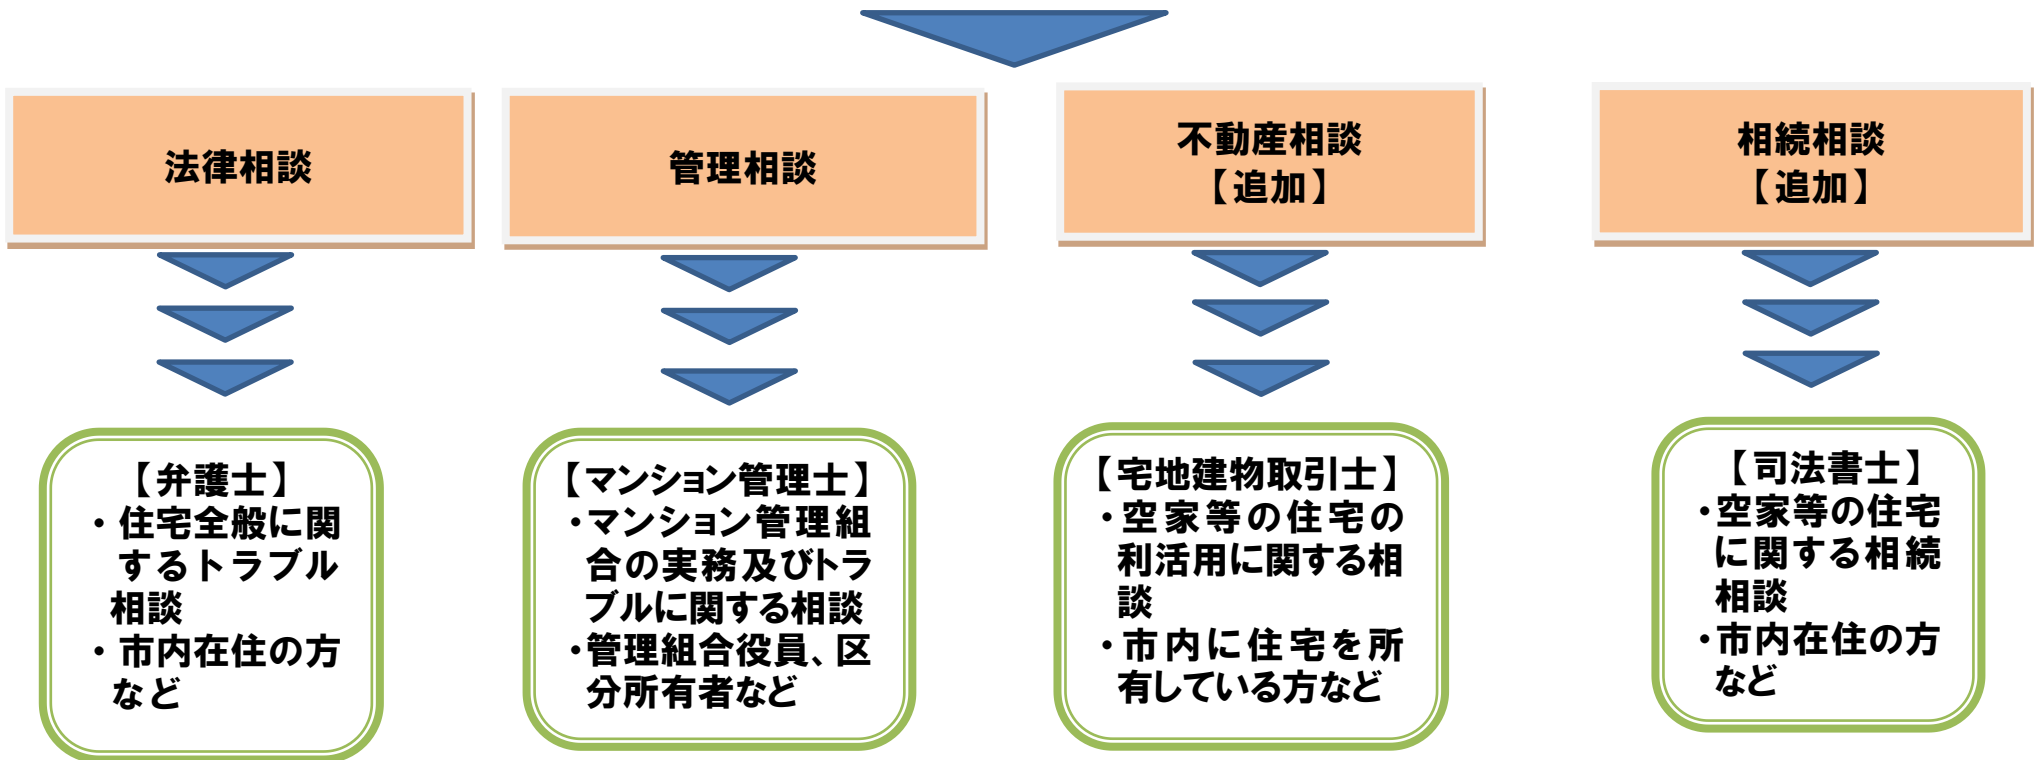 法律相談
管理相談
不動産相談
【追加】
相続相談
【追加】
【弁護士】
・住宅全般に関
するトラブル
相談
・市内在住の方
など
【マンション管理士】
・マンション管理組
合の実務及びトラ
ブルに関する相談
・管理組合役員、区
分所有者など
【宅地建物取引士】
・空家等の住宅の
利活用に関する相
談
・市内に住宅を所
有している方など
【司法書士】
・空家等の住宅
に関する相続
相談
・市内在住の方
など